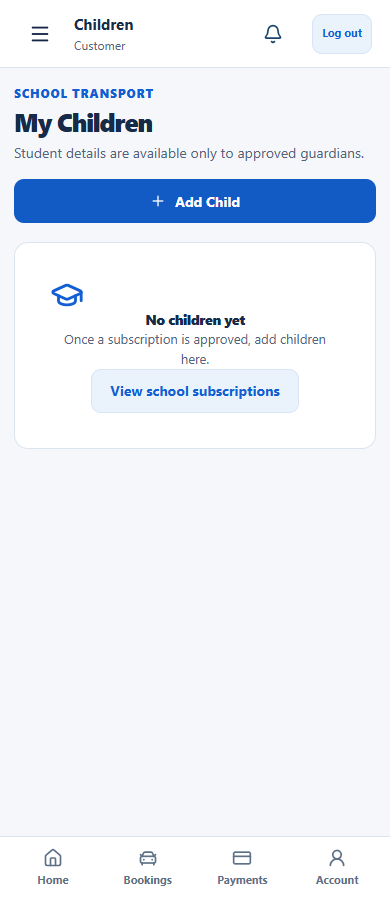 Children
Customer
Log out
SCHOOL TRANSPORT
My Children
Student details are available only to approved guardians.
Add Child
No children yet
Once a subscription is approved, add children
here.
View school subscriptions
Home
Bookings
Payments
Account